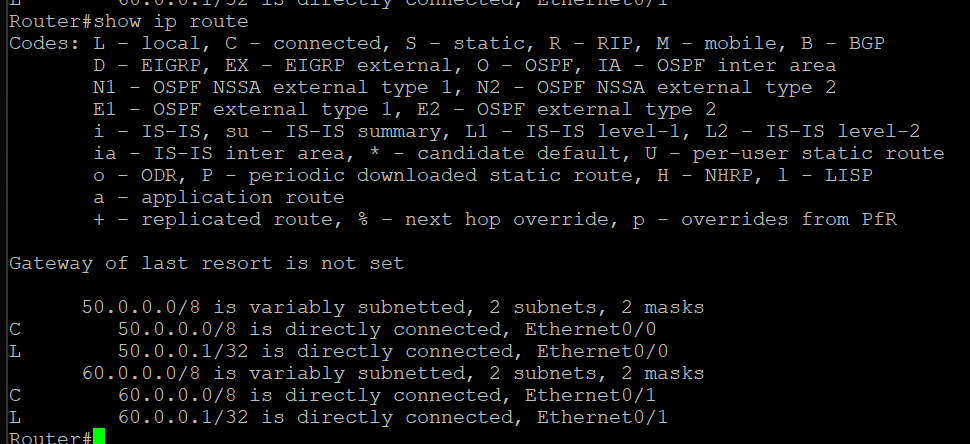 L        60.0.0.1/32 is directly connected, Ethernet0/1
Router#show ip route
Codes: L - local, C - connected, S - static, R - RIP, M - mobile, B - BGP
       D - EIGRP, EX - EIGRP external, O - OSPF, IA - OSPF inter area
       N1 - OSPF NSSA external type 1, N2 - OSPF NSSA external type 2
       E1 - OSPF external type 1, E2 - OSPF external type 2
       i - IS-IS, su - IS-IS summary, L1 - IS-IS level-1, L2 - IS-IS level-2
       ia - IS-IS inter area, * - candidate default, U - per-user static route
       o - ODR, P - periodic downloaded static route, H - NHRP, l - LISP
       a - application route
       + - replicated route, % - next hop override, p - overrides from PfR

Gateway of last resort is not set

      50.0.0.0/8 is variably subnetted, 2 subnets, 2 masks
C        50.0.0.0/8 is directly connected, Ethernet0/0
L        50.0.0.1/32 is directly connected, Ethernet0/0
      60.0.0.0/8 is variably subnetted, 2 subnets, 2 masks
C        60.0.0.0/8 is directly connected, Ethernet0/1
L        60.0.0.1/32 is directly connected, Ethernet0/1
Router#